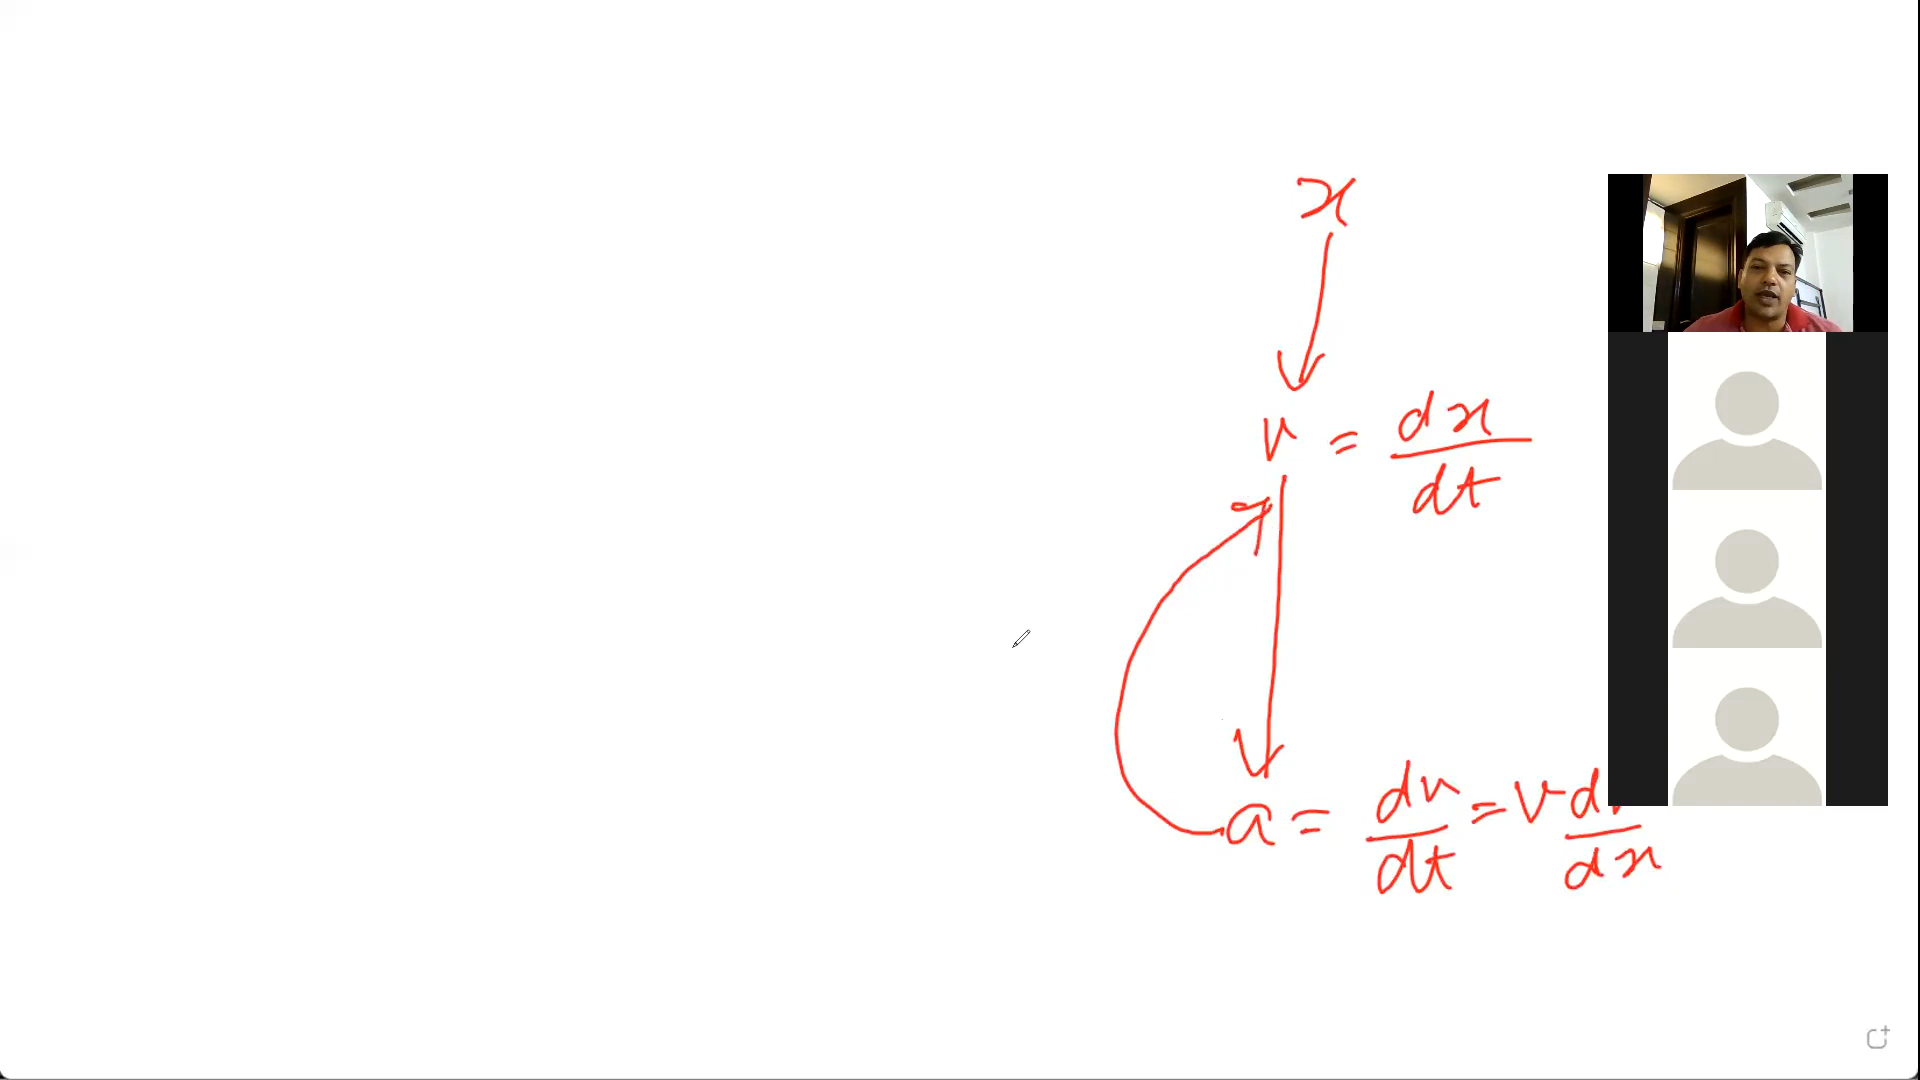 x
v = dx/dt
a = dv/dt = v dv/dx